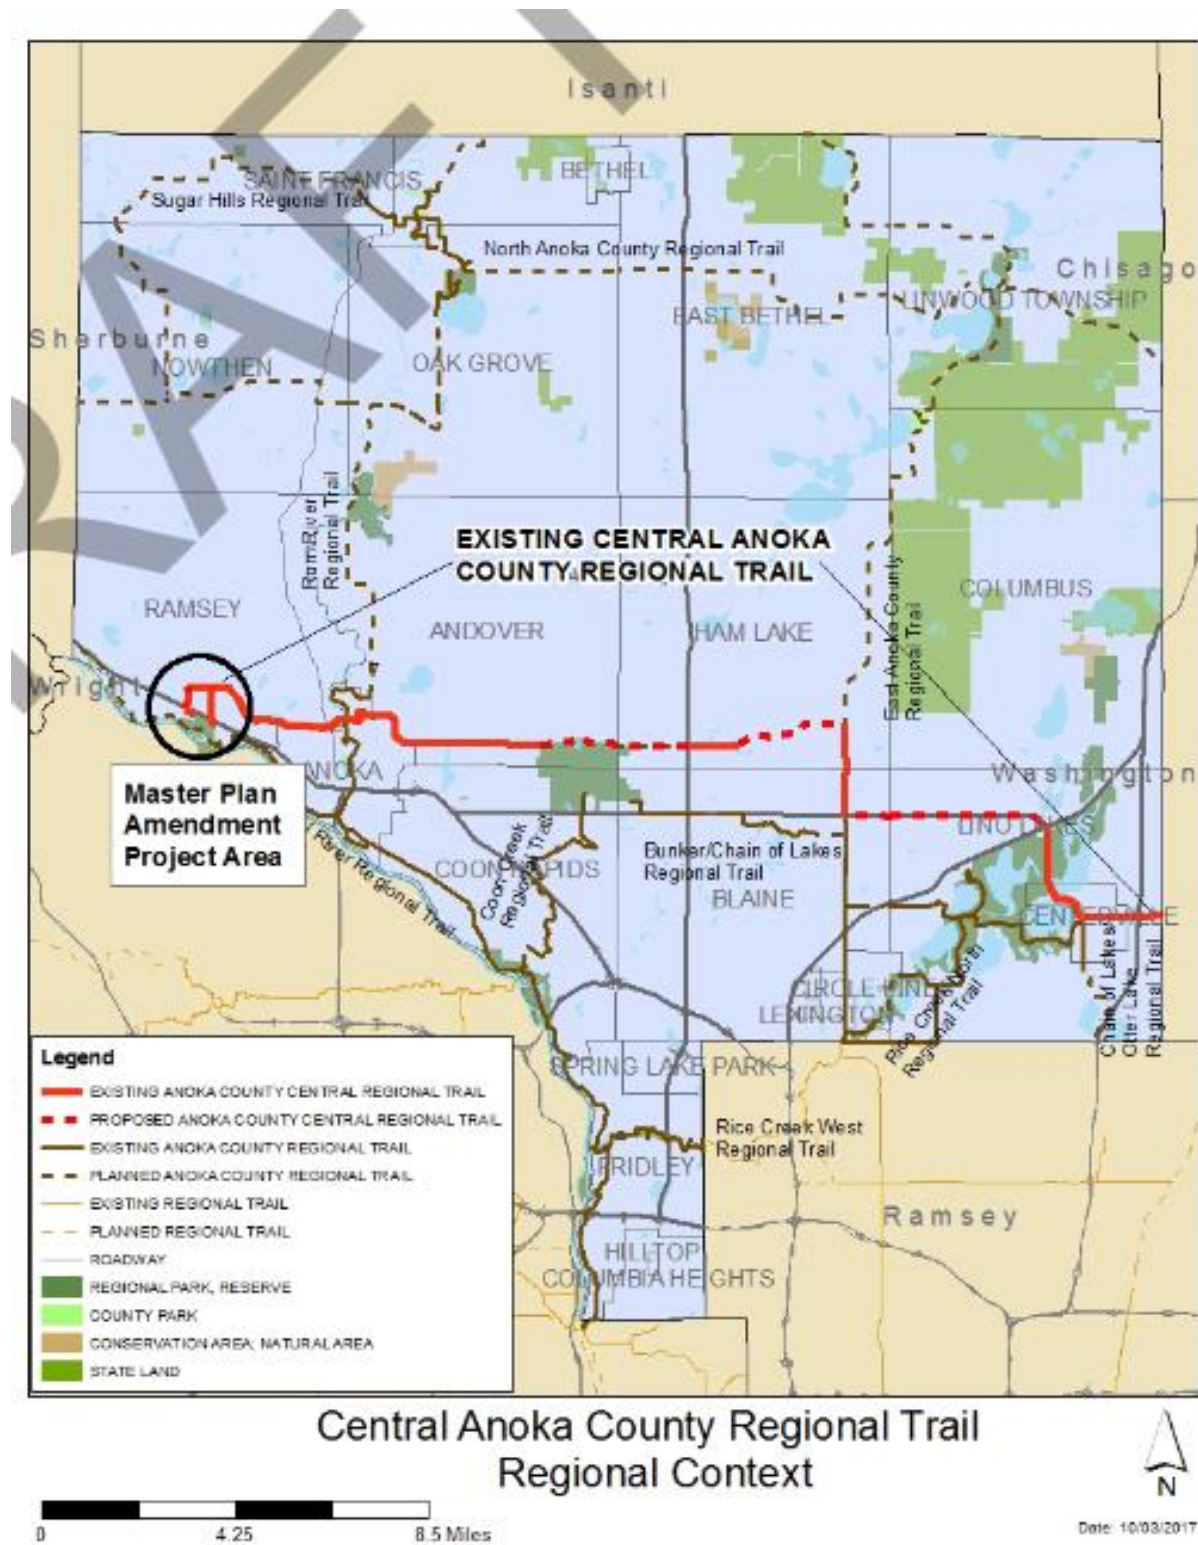 DRAFT
Isanti
SAINT FRANCIS
BETHEL
Sugar Hills Regional Trail
North Anoka County Regional Trail
Chisago
LINWOOD TOWNSHIP
EAST BETHEL
Sherburne
NOWTHEN
OAK GROVE
Rum River
Regional Trail
EXISTING CENTRAL ANOKA
COUNTY REGIONAL TRAIL
East Anoka County
Regional Trail
COLUMBUS
RAMSEY
ANDOVER
HAM LAKE
Wright
ANOKA
Washington
Master Plan
Amendment
Project Area
LINO LAKES
River Regional Trail
COON RAPIDS
Coon Creek
Regional Trail
Bunker/Chain of Lakes
Regional Trail
BLAINE
CENTERVILLE
Chain of Lakes/
Otter Lake
Regional Trail
CIRCLE PINES
LEXINGTON
Rice Creek North
Regional Trail
SPRING LAKE PARK
Rice Creek West
Regional Trail
FRIDLEY
Ramsey
HILLTOP
COLUMBIA HEIGHTS
Legend
EXISTING ANOKA COUNTY CENTRAL REGIONAL TRAIL
PROPOSED ANOKA COUNTY CENTRAL REGIONAL TRAIL
EXISTING ANOKA COUNTY REGIONAL TRAIL
PLANNED ANOKA COUNTY REGIONAL TRAIL
EXISTING REGIONAL TRAIL
PLANNED REGIONAL TRAIL
ROADWAY
REGIONAL PARK, RESERVE
COUNTY PARK
CONSERVATION AREA; NATURAL AREA
STATE LAND
Central Anoka County Regional Trail
Regional Context
N
0 4.25 8.5 Miles
Date: 10/03/2017